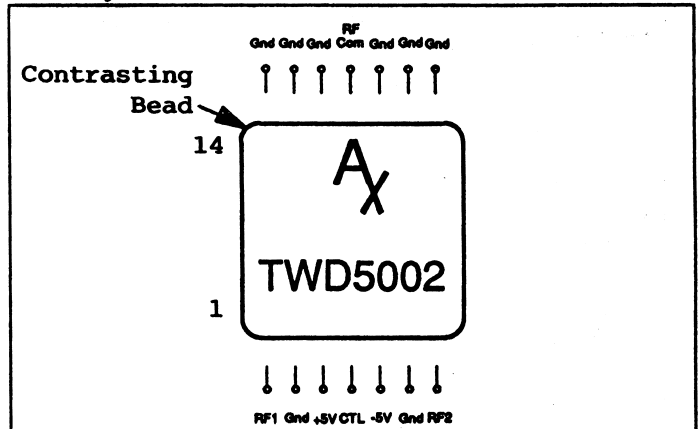 RF
Gnd Gnd Gnd Com Gnd Gnd Gnd
Contrasting
Bead
14
AX
TWD5002
1
RF1 Gnd +5V CTL -5V Gnd RF2